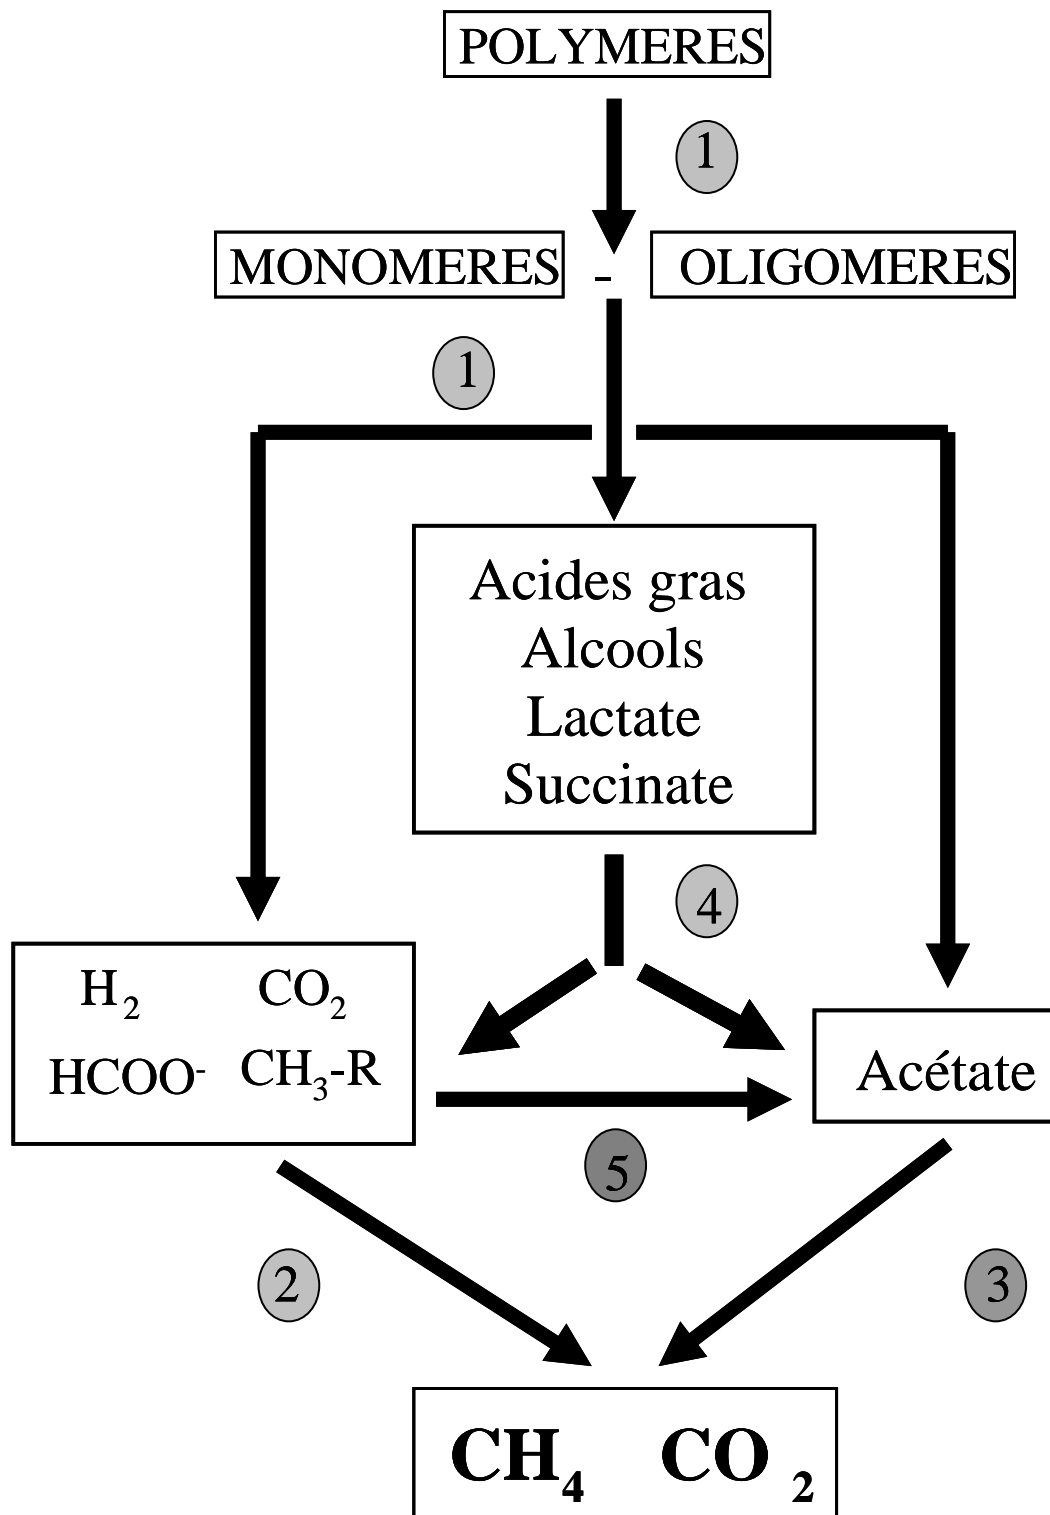 POLYMERES
1
MONOMERES - OLIGOMERES
1
Acides gras
Alcools
Lactate
Succinate
4
H₂ CO₂
HCOO⁻ CH₃-R
Acétate
5
2
3
CH₄ CO₂